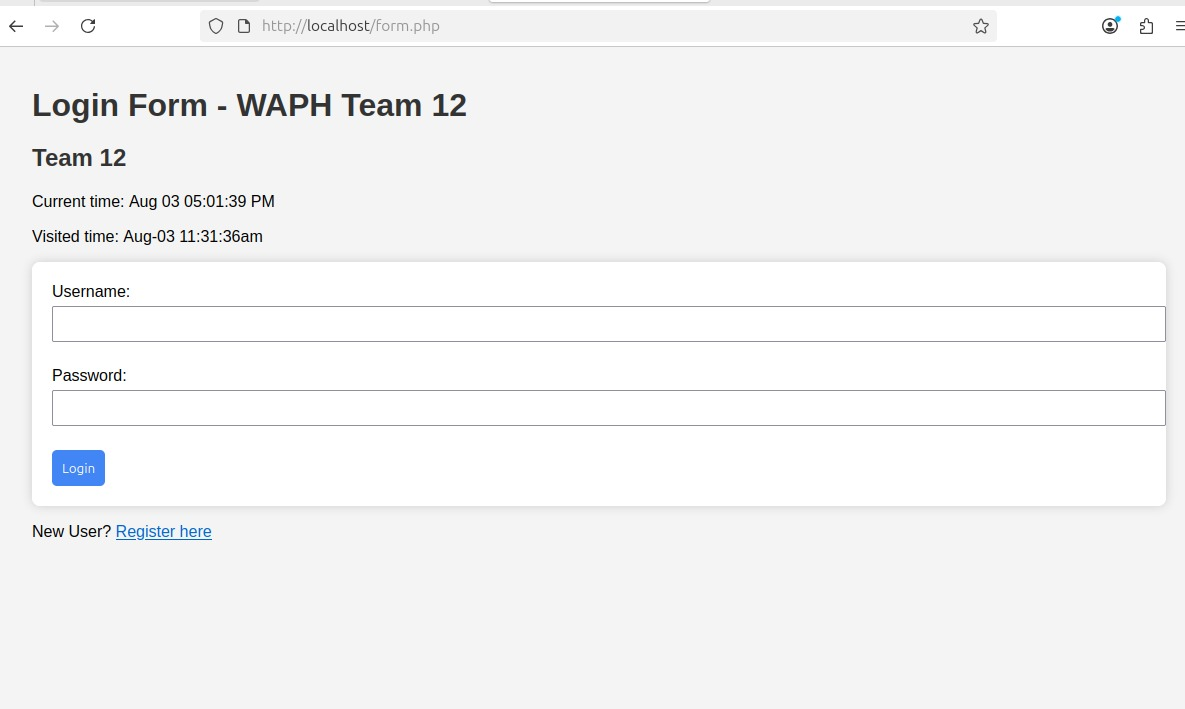 http://localhost/form.php
Login Form - WAPH Team 12
Team 12
Current time: Aug 03 05:01:39 PM
Visited time: Aug-03 11:31:36am
Username:
Password:
Login
New User? Register here